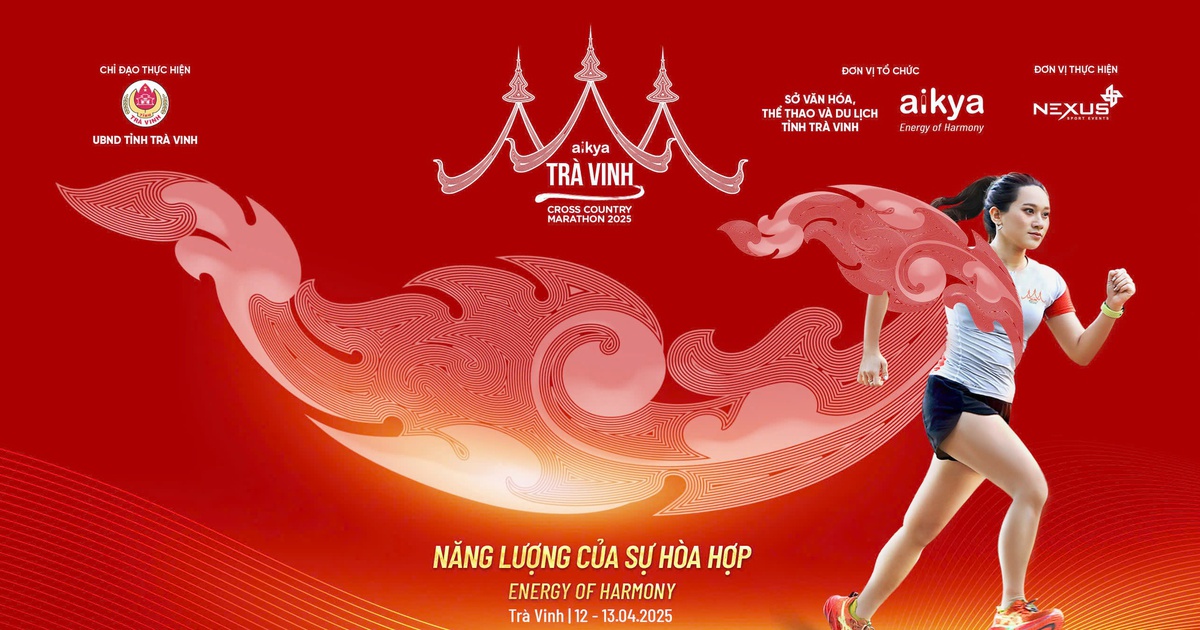 CHỈ ĐẠO THỰC HIỆN
TRÀ VINH
UBND TỈNH TRÀ VINH
aikya
TRÀ VINH
CROSS COUNTRY
MARATHON 2025
ĐƠN VỊ TỔ CHỨC
SỞ VĂN HÓA,
THỂ THAO VÀ DU LỊCH
TỈNH TRÀ VINH
aikya
Energy of Harmony
ĐƠN VỊ THỰC HIỆN
NEXUS
SPORT EVENTS
NĂNG LƯỢNG CỦA SỰ HÒA HỢP
ENERGY OF HARMONY
Trà Vinh | 12 - 13.04.2025